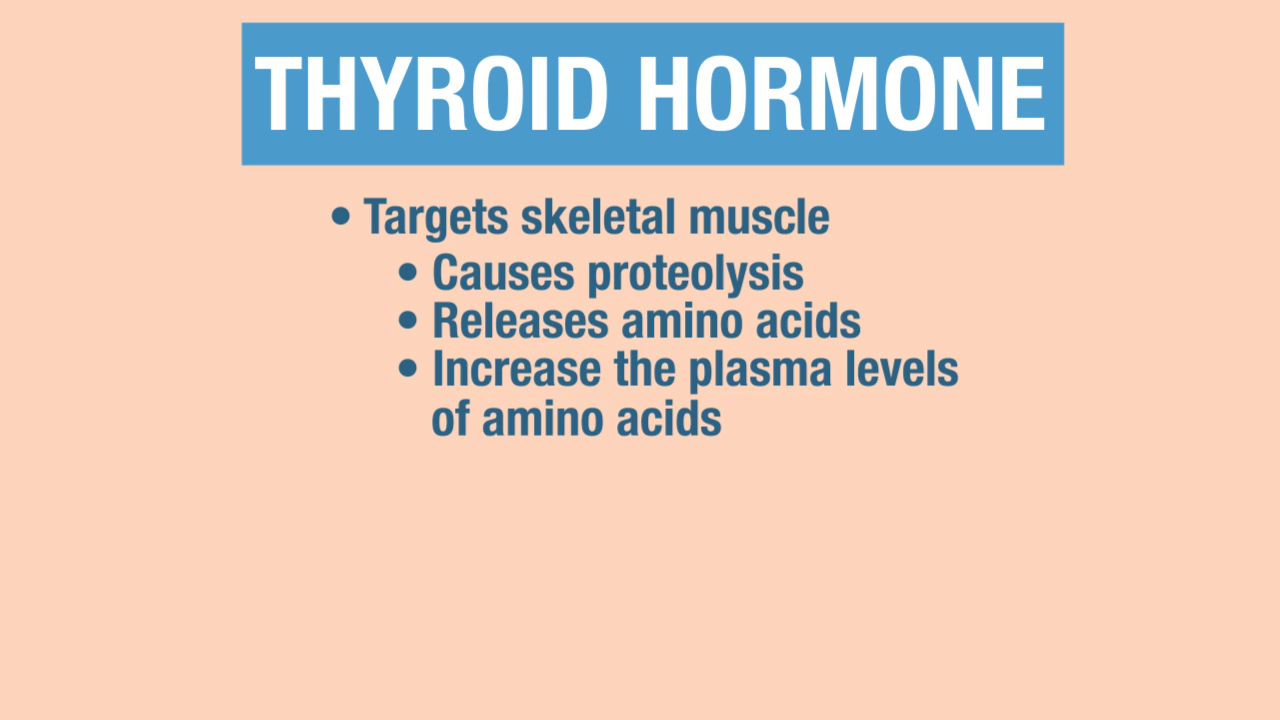 THYROID HORMONE
• Targets skeletal muscle
• Causes proteolysis
• Releases amino acids
• Increase the plasma levels
of amino acids